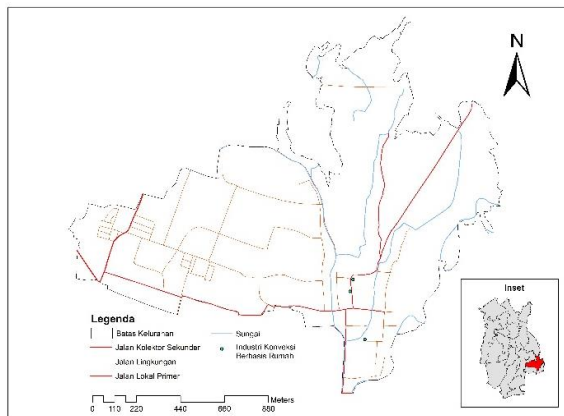 N
Legenda
Batas Kelurahan
Jalan Kolektor Sekunder
Jalan Lingkungan
Jalan Lokal Primer
Sungai
Industri Konveksi
Berbasis Rumah
Meters
0 110 220 440 660 880
Inset